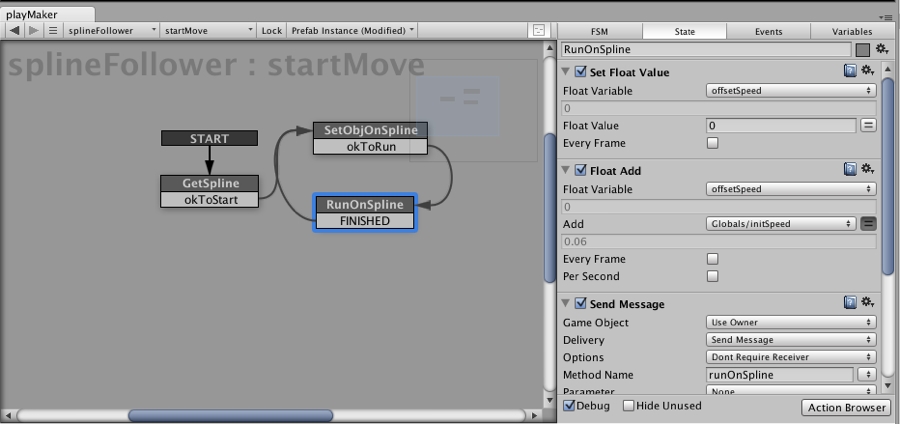 playMaker
splineFollower startMove Lock Prefab Instance (Modified)
splineFollower : startMove
START
GetSpline
okToStart
SetObjOnSpline
okToRun
RunOnSpline
FINISHED
FSM State Events Variables
RunOnSpline
Set Float Value
Float Variable offsetSpeed
0
Float Value 0
Every Frame
Float Add
Float Variable offsetSpeed
0
Add Globals/initSpeed
0.06
Every Frame
Per Second
Send Message
Game Object Use Owner
Delivery Send Message
Options Dont Require Receiver
Method Name runOnSpline
Parameter None
Debug Hide Unused Action Browser